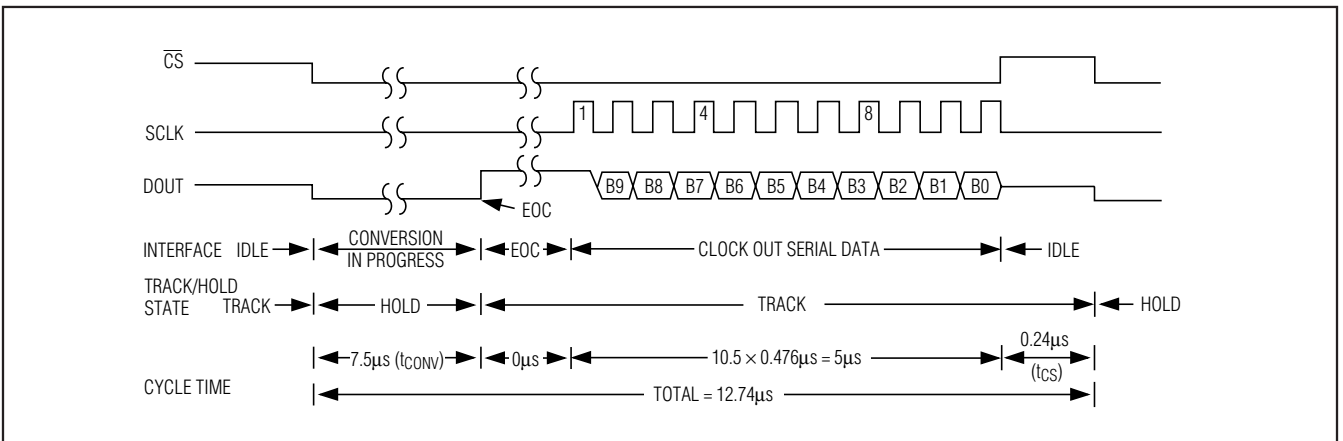 CS
SCLK 1 4 8
DOUT B9 B8 B7 B6 B5 B4 B3 B2 B1 B0
EOC
INTERFACE IDLE CONVERSION IN PROGRESS EOC CLOCK OUT SERIAL DATA IDLE
TRACK/HOLD
STATE TRACK HOLD TRACK HOLD
7.5µs (tCONV) 0µs 10.5 × 0.476µs = 5µs 0.24µs (tCS)
CYCLE TIME TOTAL = 12.74µs